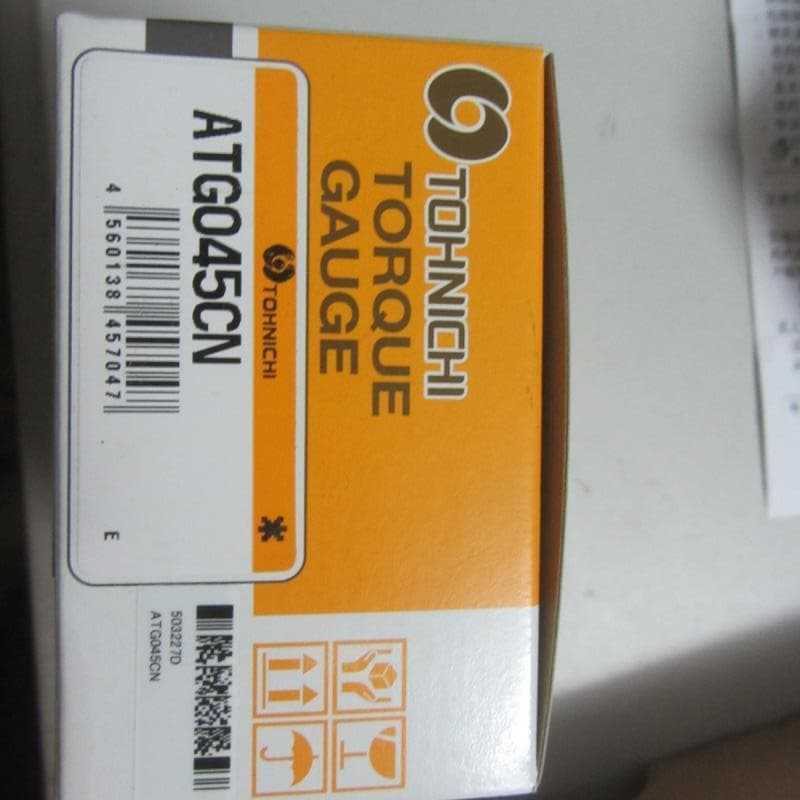 TOHNICHI
TORQUE
GAUGE
TOHNICHI
ATG045CN
4 560138 457047 E
503227D
ATG045CN